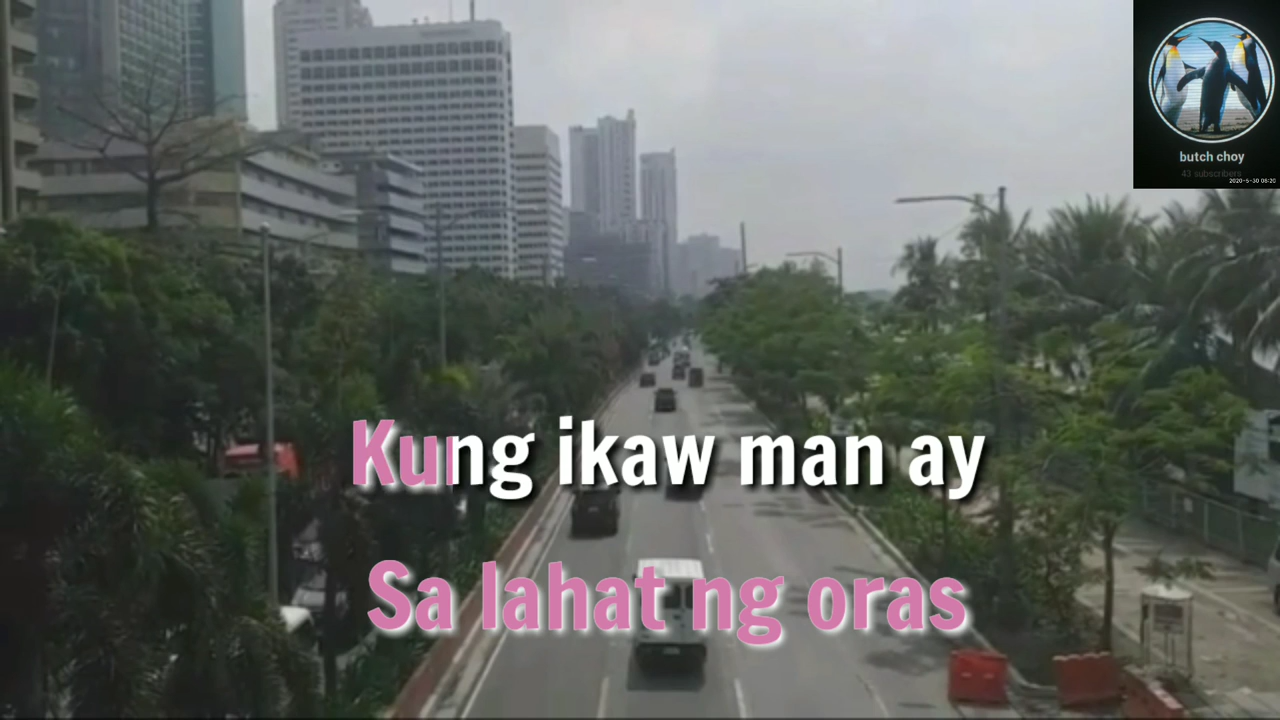 butch choy
43 subscribers
2020-5-30 08:20
Kung ikaw man ay
Sa lahat ng oras